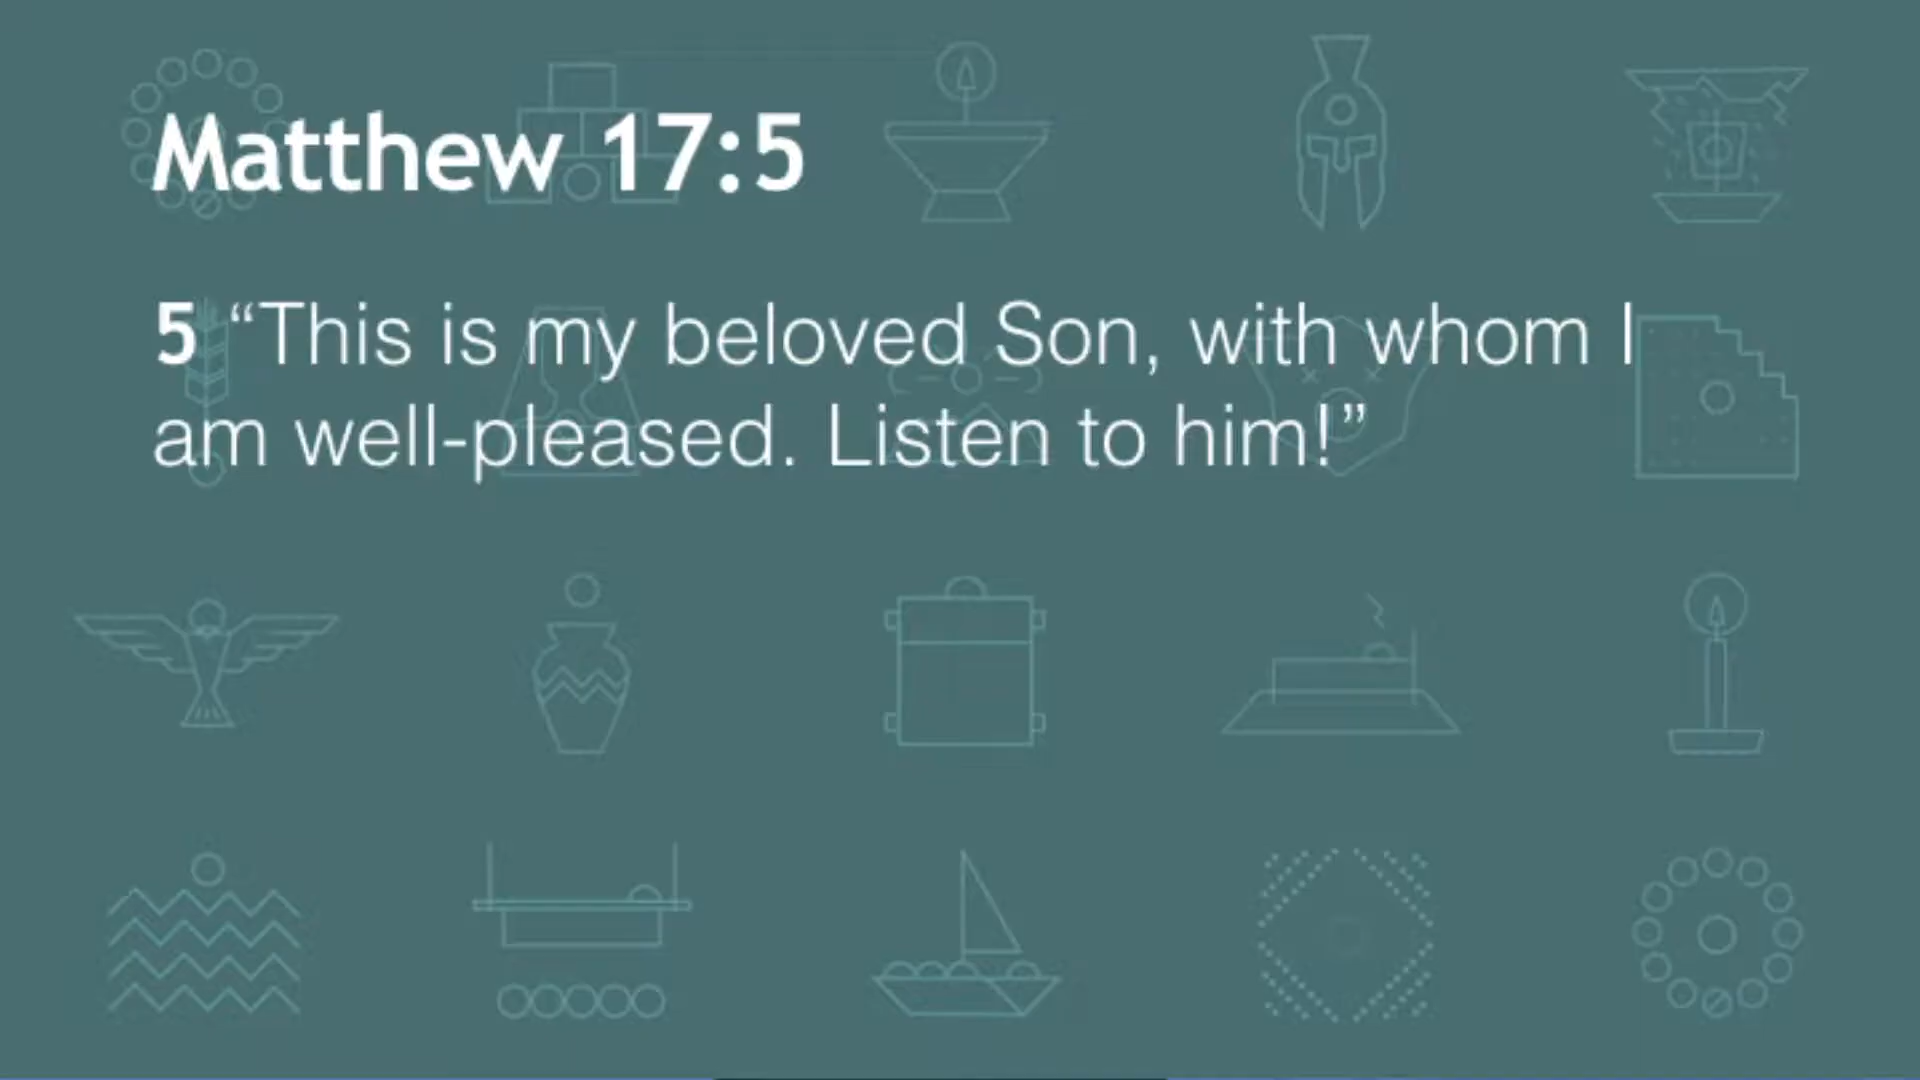 Matthew 17:5
5 “This is my beloved Son, with whom I
am well-pleased. Listen to him!”